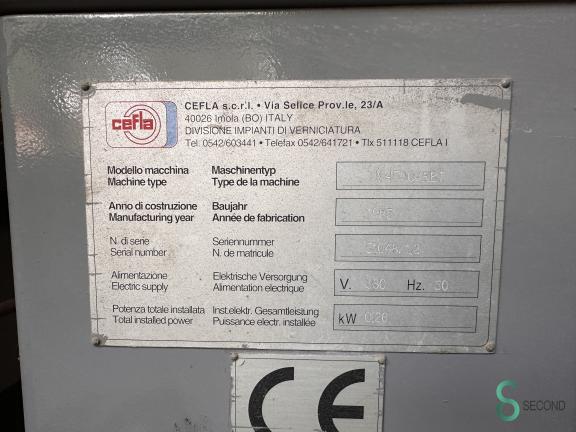 cefla
CEFLA s.c.r.l. • Via Selice Prov.le, 23/A
40026 Imola (BO) ITALY
DIVISIONE IMPIANTI DI VERNICIATURA
Tel. 0542/603441 • Telefax 0542/641721 • Tlx 511118 CEFLA I
Modello macchina Maschinentyp
Machine type Type de la machine
Anno di costruzione Baujahr
Manufacturing year Année de fabrication
N. di serie Seriennummer
Serial number N. de matricule
Alimentazione Elektrische Versorgung V. Hz.
Electric supply Alimentation electrique
Potenza totale installata Inst.elektr. Gesamtleistung kW
Total installed power Puissance electr. installée
CE
SECOND